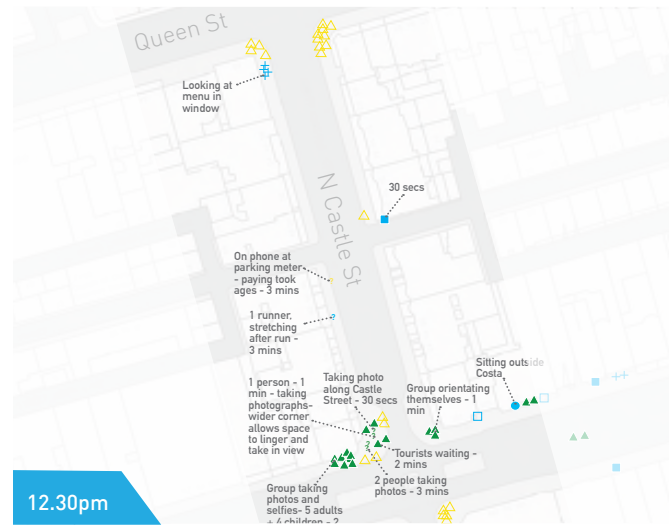 Queen St
Looking at
menu in
window
N Castle St
30 secs
On phone at
parking meter
- paying took
ages - 3 mins
1 runner,
stretching
after run -
3 mins
1 person - 1
min - taking
photographs-
wider corner
allows space
to linger and
take in view
Taking photo
along Castle
Street - 30 secs
Group orientating
themselves - 1
min
Sitting outside
Costa
Tourists waiting -
2 mins
2 people taking
photos - 3 mins
Group taking
photos and
selfies- 5 adults
+ 4 children - 2
12.30pm